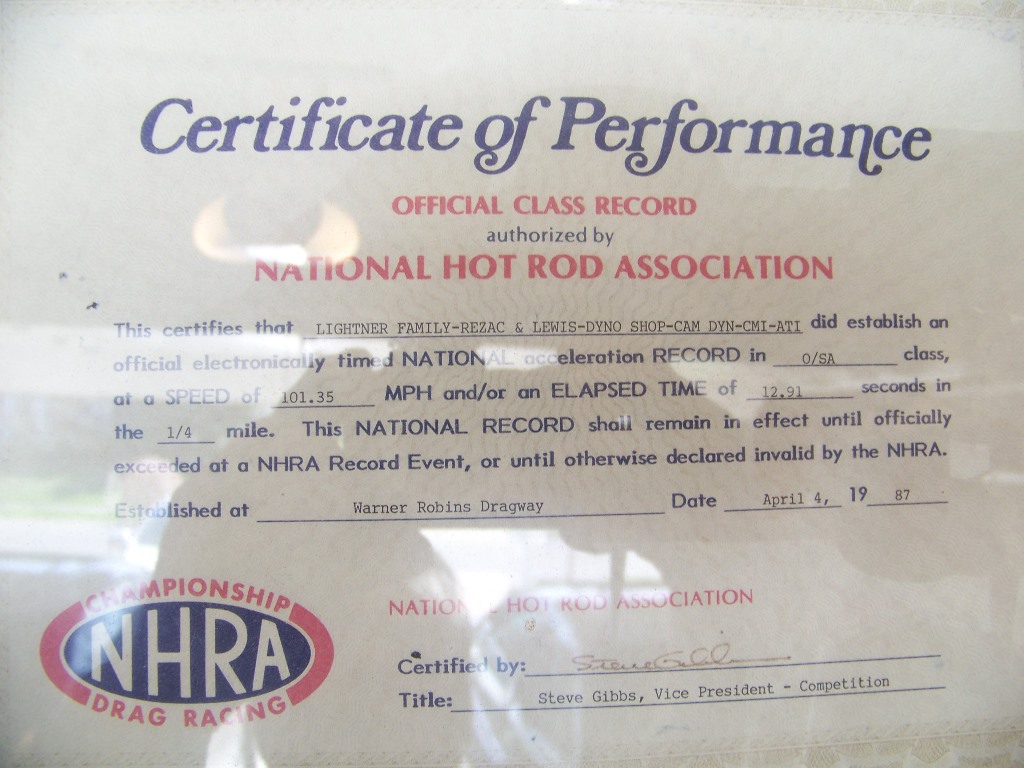 Certificate of Performance
OFFICIAL CLASS RECORD
authorized by
NATIONAL HOT ROD ASSOCIATION
This certifies that LIGHTNER FAMILY-REZAC & LEWIS-DYNO SHOP-CAM DYN-CMI-ATI did establish an
official electronically timed NATIONAL acceleration RECORD in O/SA class,
at a SPEED of 101.35 MPH and/or an ELAPSED TIME of 12.91 seconds in
the 1/4 mile. This NATIONAL RECORD shall remain in effect until officially
exceeded at a NHRA Record Event, or until otherwise declared invalid by the NHRA.
Established at Warner Robins Dragway Date April 4, 19 87
CHAMPIONSHIP
NHRA
DRAG RACING
NATIONAL HOT ROD ASSOCIATION
Certified by: Steve Gibbs
Title: Steve Gibbs, Vice President - Competition